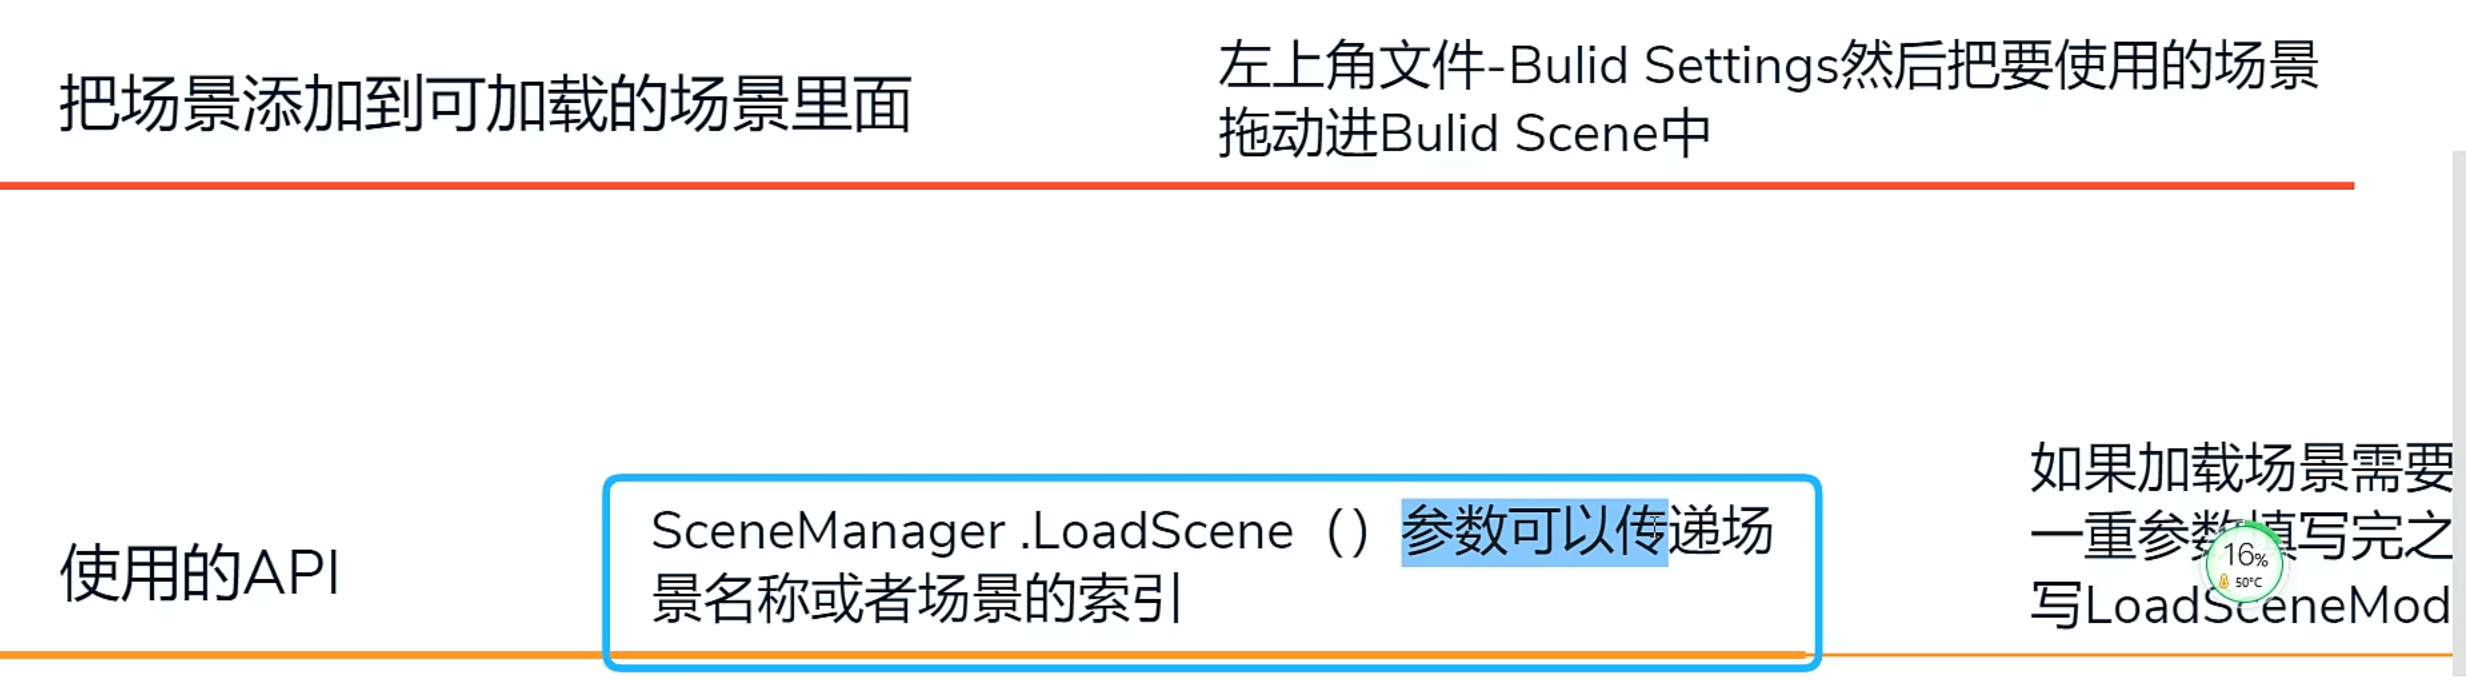 把场景添加到可加载的场景里面
左上角文件-Bulid Settings然后把要使用的场景
拖动进Bulid Scene中
使用的API
SceneManager .LoadScene（）参数可以传递场
景名称或者场景的索引
如果加载场景需要
一重参数填写完之
写LoadSceneMod
16%
50°C